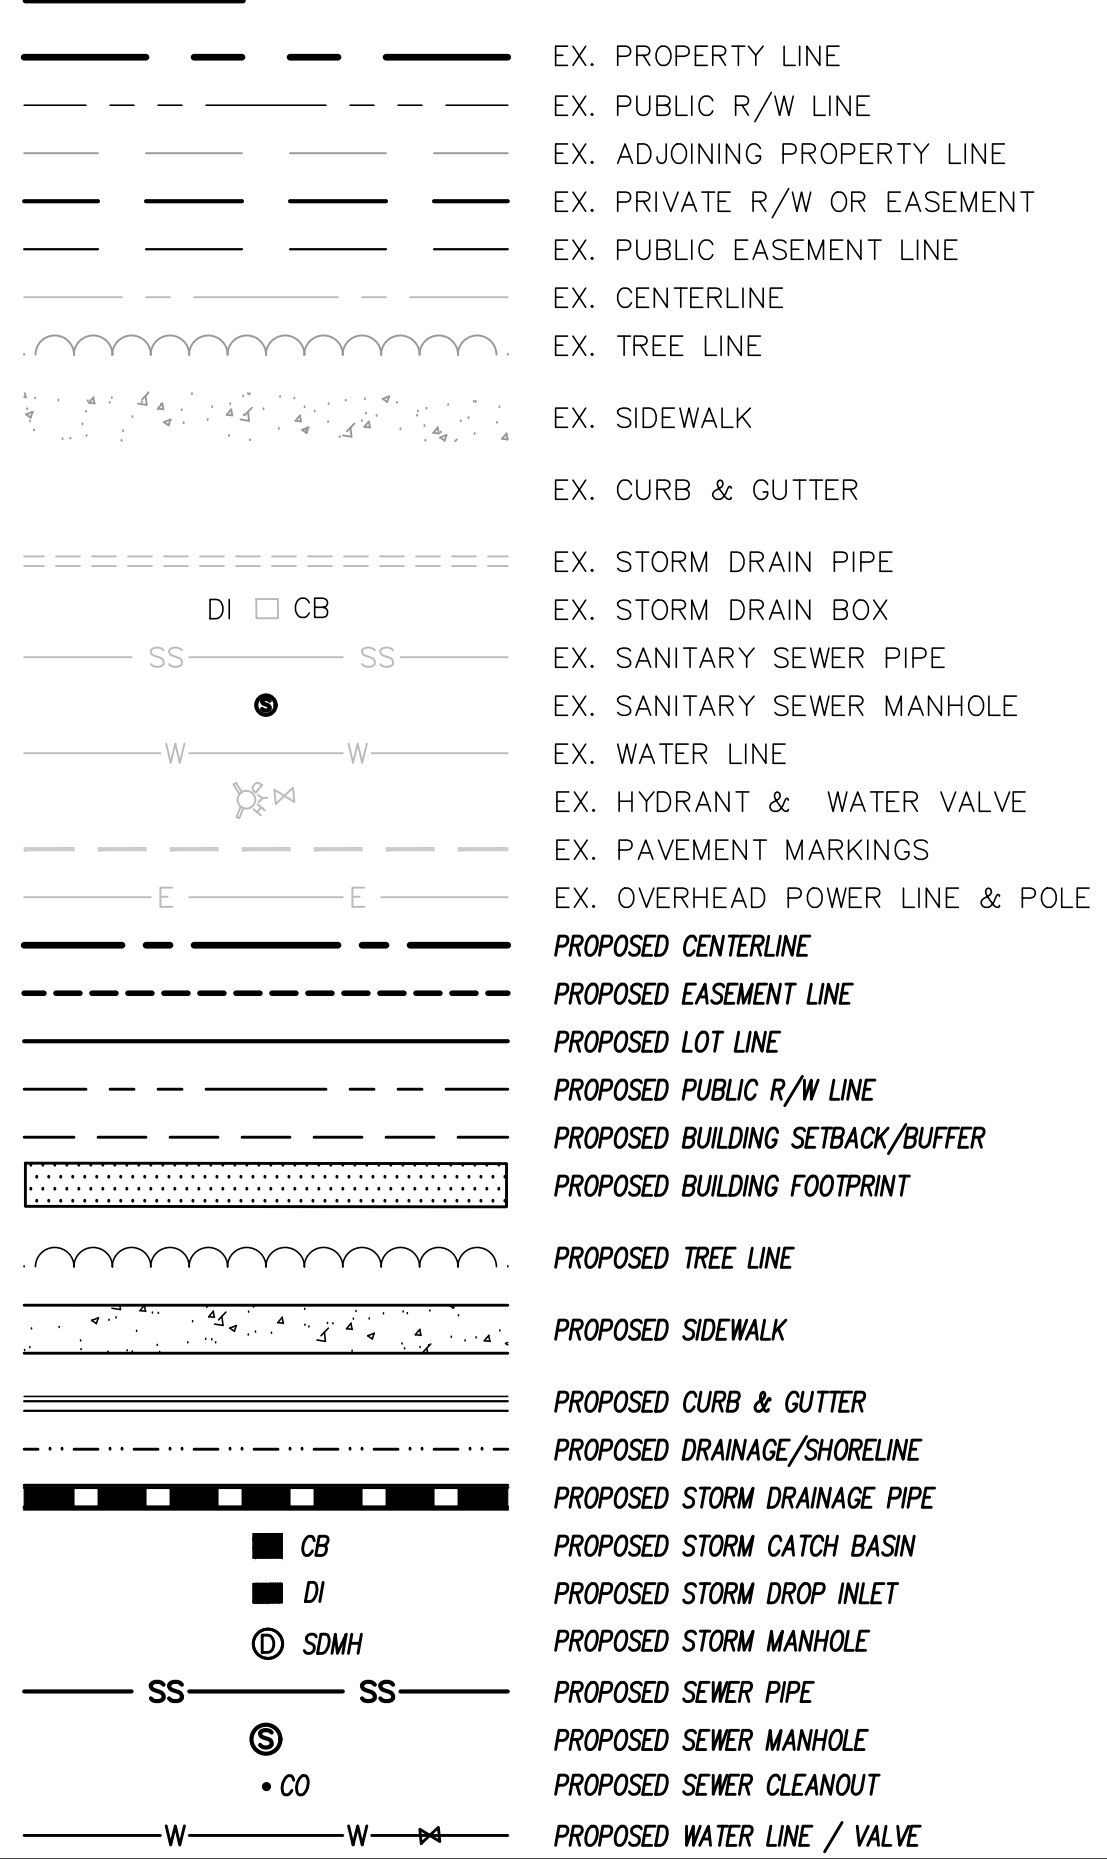 EX. PROPERTY LINE
EX. PUBLIC R/W LINE
EX. ADJOINING PROPERTY LINE
EX. PRIVATE R/W OR EASEMENT
EX. PUBLIC EASEMENT LINE
EX. CENTERLINE
EX. TREE LINE
EX. SIDEWALK
EX. CURB & GUTTER
EX. STORM DRAIN PIPE
DI CB EX. STORM DRAIN BOX
SS SS EX. SANITARY SEWER PIPE
S EX. SANITARY SEWER MANHOLE
W W EX. WATER LINE
EX. HYDRANT & WATER VALVE
EX. PAVEMENT MARKINGS
E E EX. OVERHEAD POWER LINE & POLE
PROPOSED CENTERLINE
PROPOSED EASEMENT LINE
PROPOSED LOT LINE
PROPOSED PUBLIC R/W LINE
PROPOSED BUILDING SETBACK/BUFFER
PROPOSED BUILDING FOOTPRINT
PROPOSED TREE LINE
PROPOSED SIDEWALK
PROPOSED CURB & GUTTER
PROPOSED DRAINAGE/SHORELINE
PROPOSED STORM DRAINAGE PIPE
CB PROPOSED STORM CATCH BASIN
DI PROPOSED STORM DROP INLET
D SDMH PROPOSED STORM MANHOLE
SS SS PROPOSED SEWER PIPE
S PROPOSED SEWER MANHOLE
CO PROPOSED SEWER CLEANOUT
W W PROPOSED WATER LINE / VALVE